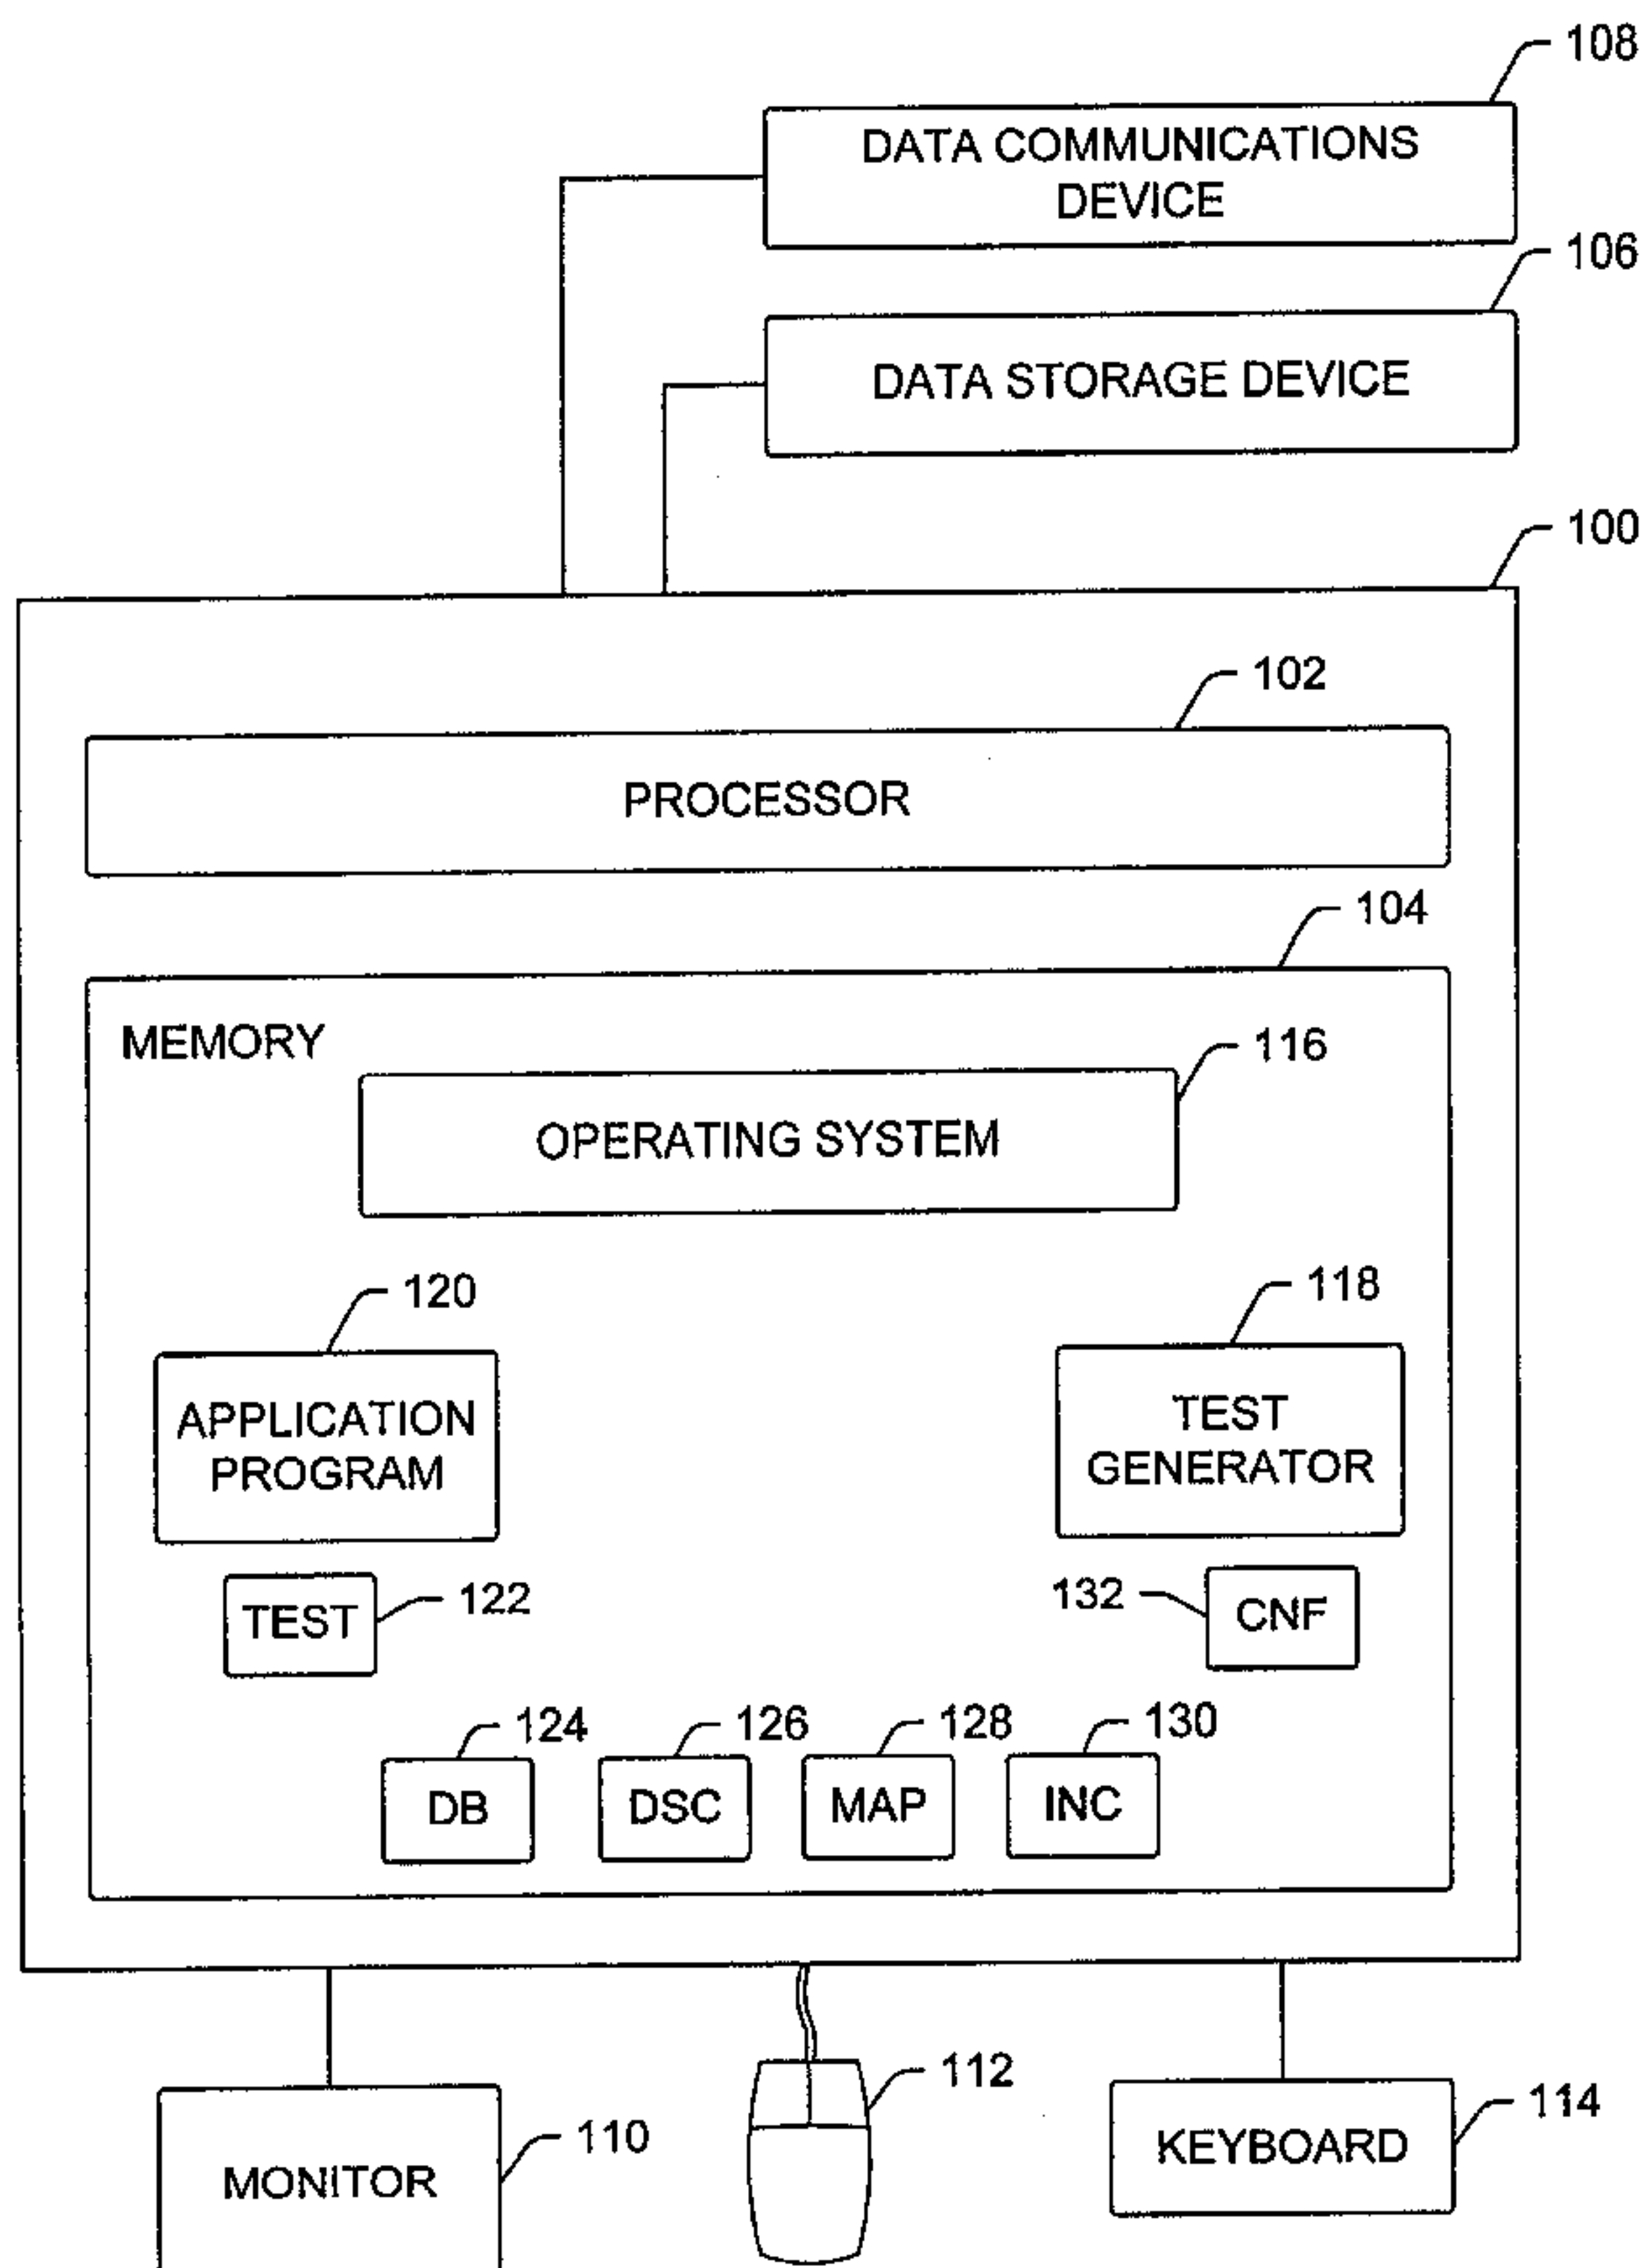 108
DATA COMMUNICATIONS
DEVICE
106
DATA STORAGE DEVICE
100
102
PROCESSOR
104
MEMORY
116
OPERATING SYSTEM
120
118
APPLICATION
PROGRAM
TEST
GENERATOR
TEST
122
132
CNF
124
126
128
130
DB
DSC
MAP
INC
112
114
KEYBOARD
110
MONITOR